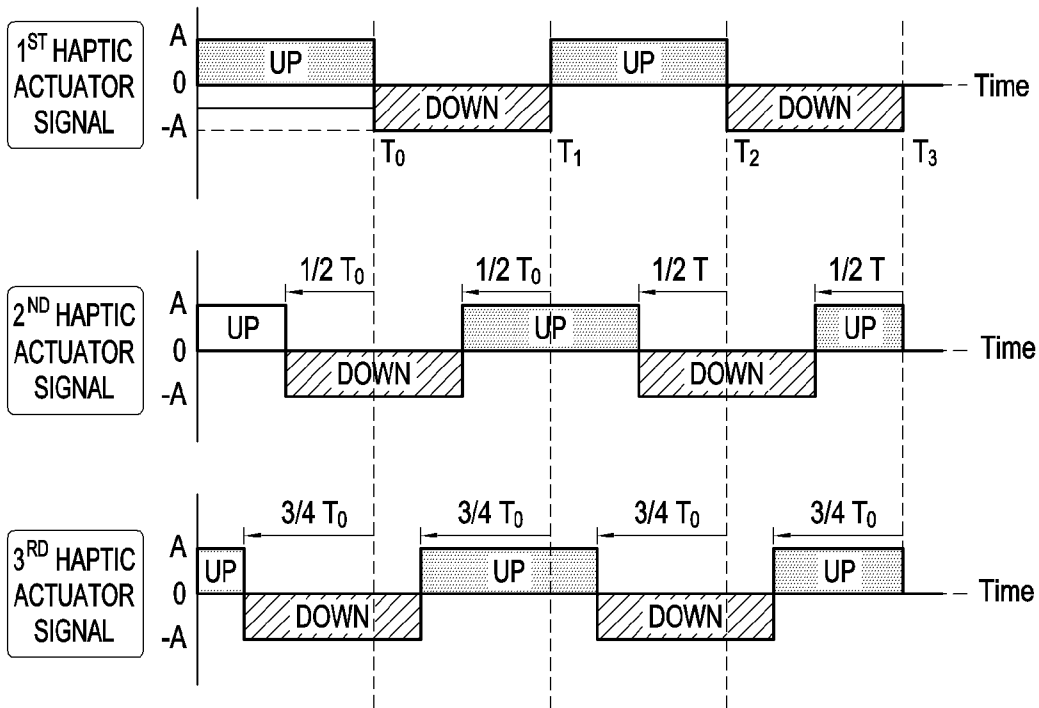 1ST HAPTIC
ACTUATOR
SIGNAL
A
0
-A
UP
DOWN
UP
DOWN
Time
T0
T1
T2
T3
2ND HAPTIC
ACTUATOR
SIGNAL
A
0
-A
1/2 T0
1/2 T0
1/2 T
1/2 T
UP
DOWN
UP
DOWN
UP
Time
3RD HAPTIC
ACTUATOR
SIGNAL
A
0
-A
3/4 T0
3/4 T0
3/4 T0
3/4 T0
UP
DOWN
UP
DOWN
UP
Time